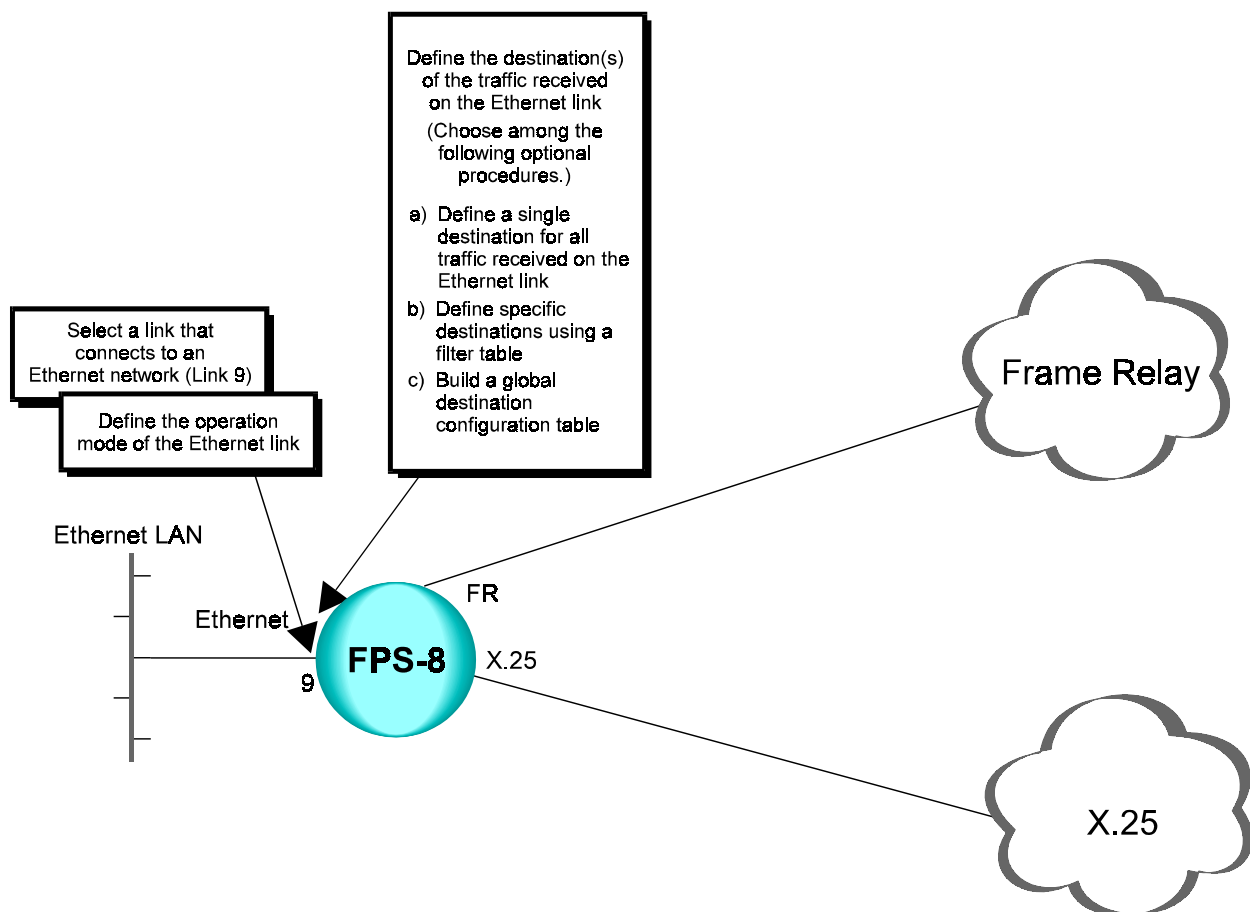 Define the destination(s)
of the traffic received
on the Ethernet link
(Choose among the
following optional
procedures.)
a) Define a single
destination for all
traffic received on the
Ethernet link
b) Define specific
destinations using a
filter table
c) Build a global
destination
configuration table
Select a link that
connects to an
Ethernet network (Link 9)
Define the operation
mode of the Ethernet link
Frame Relay
Ethernet LAN
Ethernet
FR
FPS-8
X.25
9
X.25